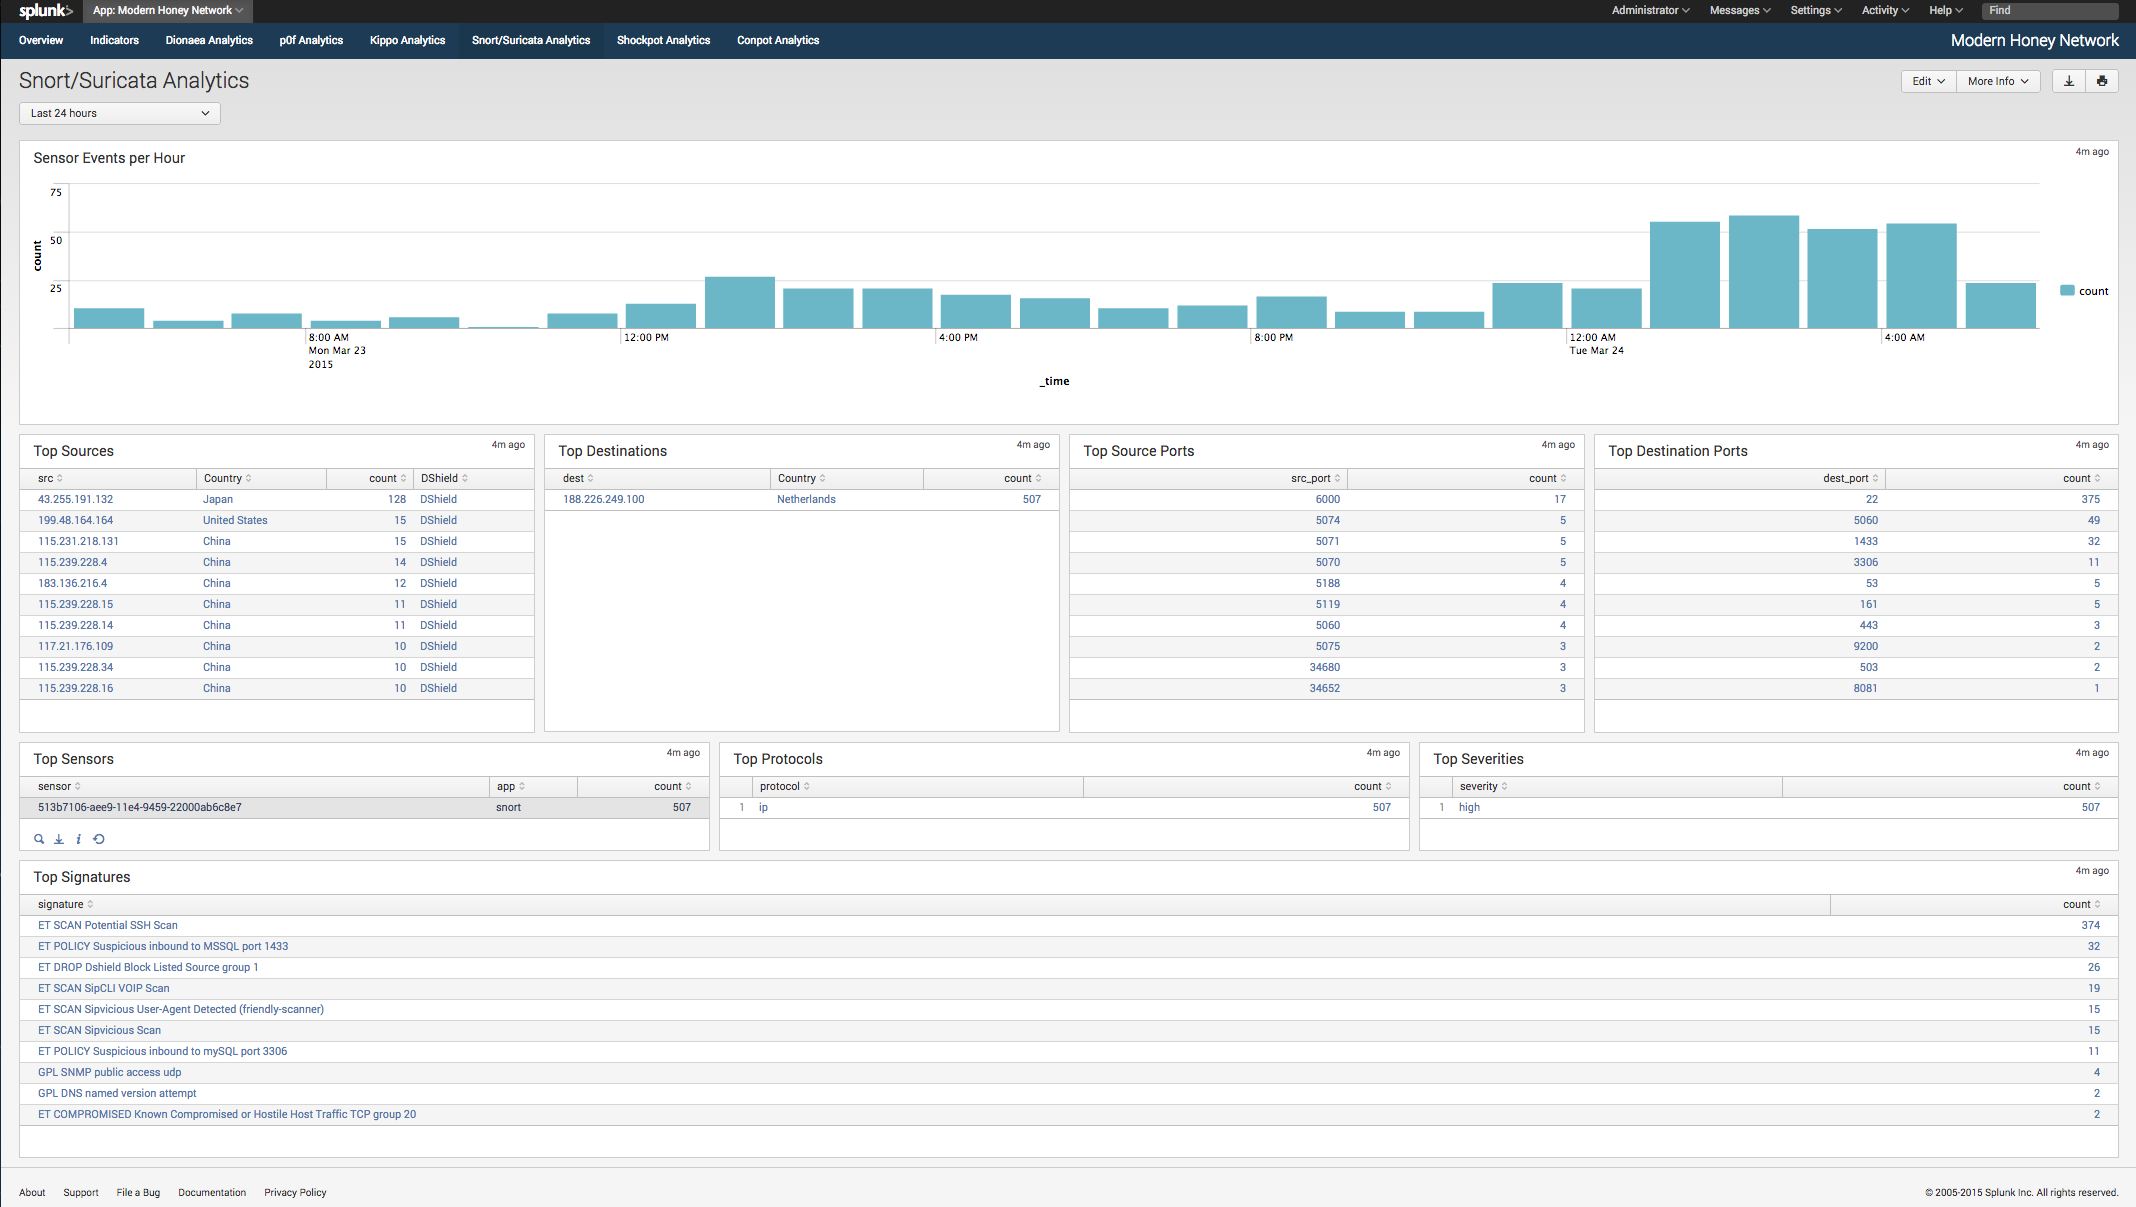 splunk> App: Modern Honey Network Administrator Messages Settings Activity Help Find
Overview Indicators Dionaea Analytics p0f Analytics Kippo Analytics Snort/Suricata Analytics Shockpot Analytics Conpot Analytics Modern Honey Network
Snort/Suricata Analytics Edit More Info
Last 24 hours
Sensor Events per Hour 4m ago
75
50
25
count
count
8:00 AM 12:00 PM 4:00 PM 8:00 PM 12:00 AM 4:00 AM
Mon Mar 23 Tue Mar 24
2015
_time
Top Sources 4m ago
src Country count DShield
43.255.191.132 Japan 128 DShield
199.48.164.164 United States 15 DShield
115.231.218.131 China 15 DShield
115.239.228.4 China 14 DShield
183.136.216.4 China 12 DShield
115.239.228.15 China 11 DShield
115.239.228.14 China 11 DShield
117.21.176.109 China 10 DShield
115.239.228.34 China 10 DShield
115.239.228.16 China 10 DShield
Top Destinations 4m ago
dest Country count
188.226.249.100 Netherlands 507
Top Source Ports 4m ago
src_port count
6000 17
5074 5
5071 5
5070 5
5188 4
5119 4
5060 4
5075 3
34680 3
34652 3
Top Destination Ports 4m ago
dest_port count
22 375
5060 49
1433 32
3306 11
53 5
161 5
443 3
9200 2
503 2
8081 1
Top Sensors 4m ago
sensor app count
513b7106-aee9-11e4-9459-22000ab6c8e7 snort 507
Top Protocols 4m ago
protocol count
1 ip 507
Top Severities 4m ago
severity count
1 high 507
Top Signatures 4m ago
signature count
ET SCAN Potential SSH Scan 374
ET POLICY Suspicious inbound to MSSQL port 1433 32
ET DROP Dshield Block Listed Source group 1 26
ET SCAN SipCLI VOIP Scan 19
ET SCAN Sipvicious User-Agent Detected (friendly-scanner) 15
ET SCAN Sipvicious Scan 15
ET POLICY Suspicious inbound to mySQL port 3306 11
GPL SNMP public access udp 4
GPL DNS named version attempt 2
ET COMPROMISED Known Compromised or Hostile Host Traffic TCP group 20 2
About Support File a Bug Documentation Privacy Policy © 2005-2015 Splunk Inc. All rights reserved.